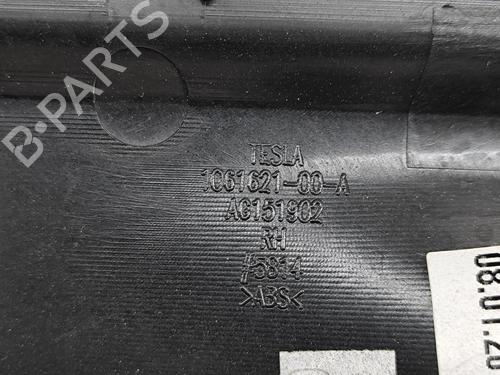 B-PARTS
TESLA
1061621-00-A
AC151902
RH
#5814
>ABS<
08.01.20